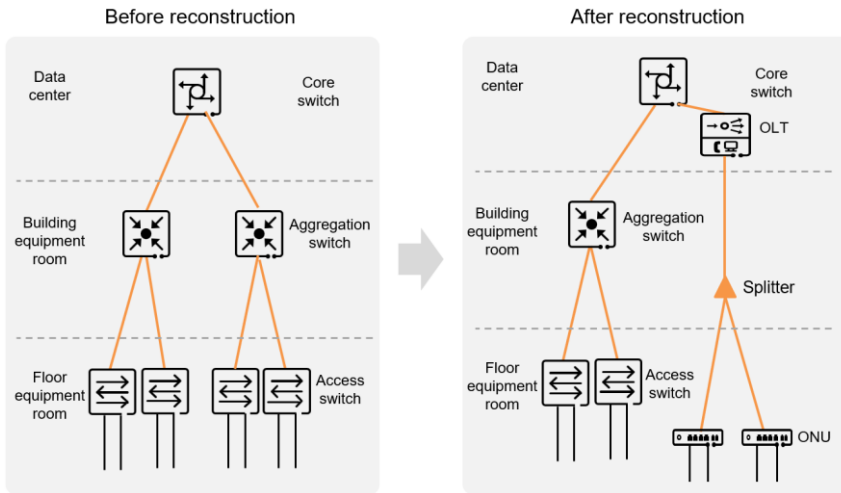 Before reconstruction
Data
center
Core
switch
Building
equipment
room
Aggregation
switch
Floor
equipment
room
Access
switch
After reconstruction
Data
center
Core
switch
OLT
Building
equipment
room
Aggregation
switch
Splitter
Floor
equipment
room
Access
switch
ONU